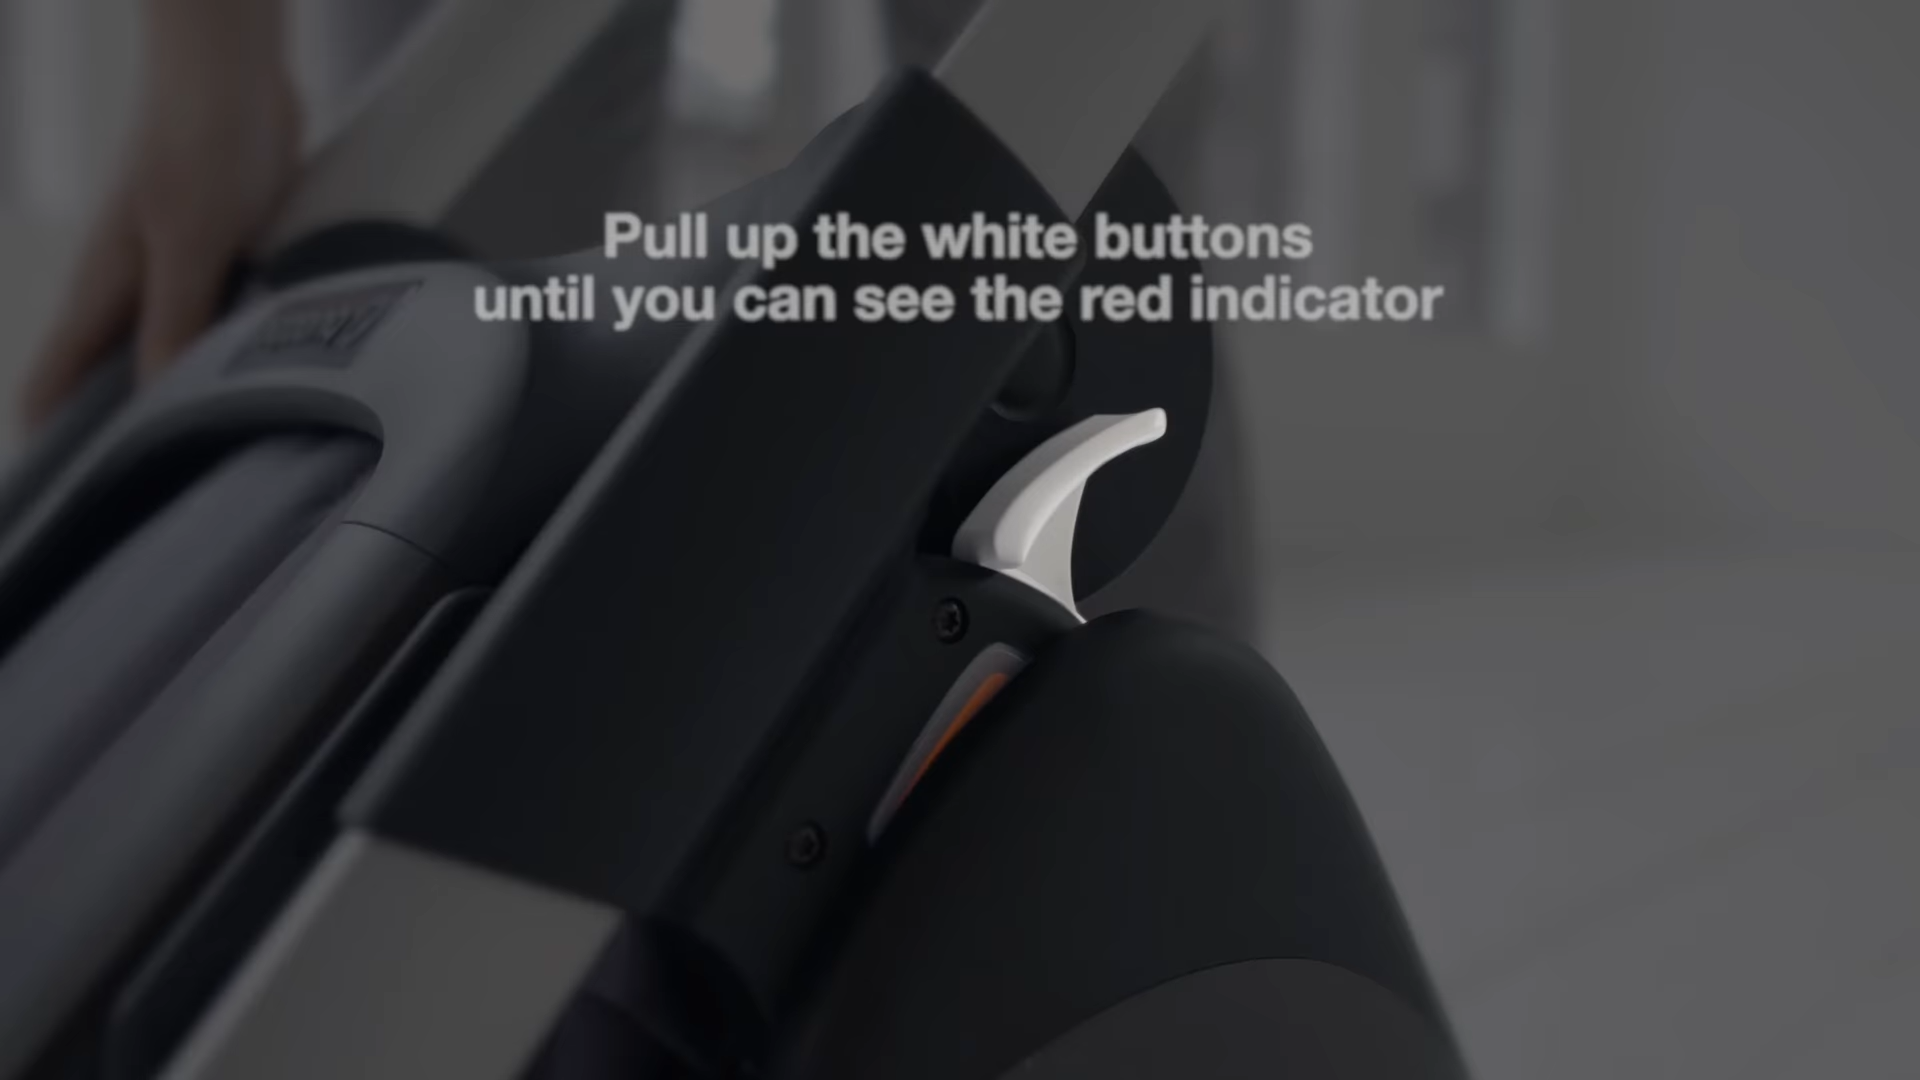 Pull up the white buttons
until you can see the red indicator